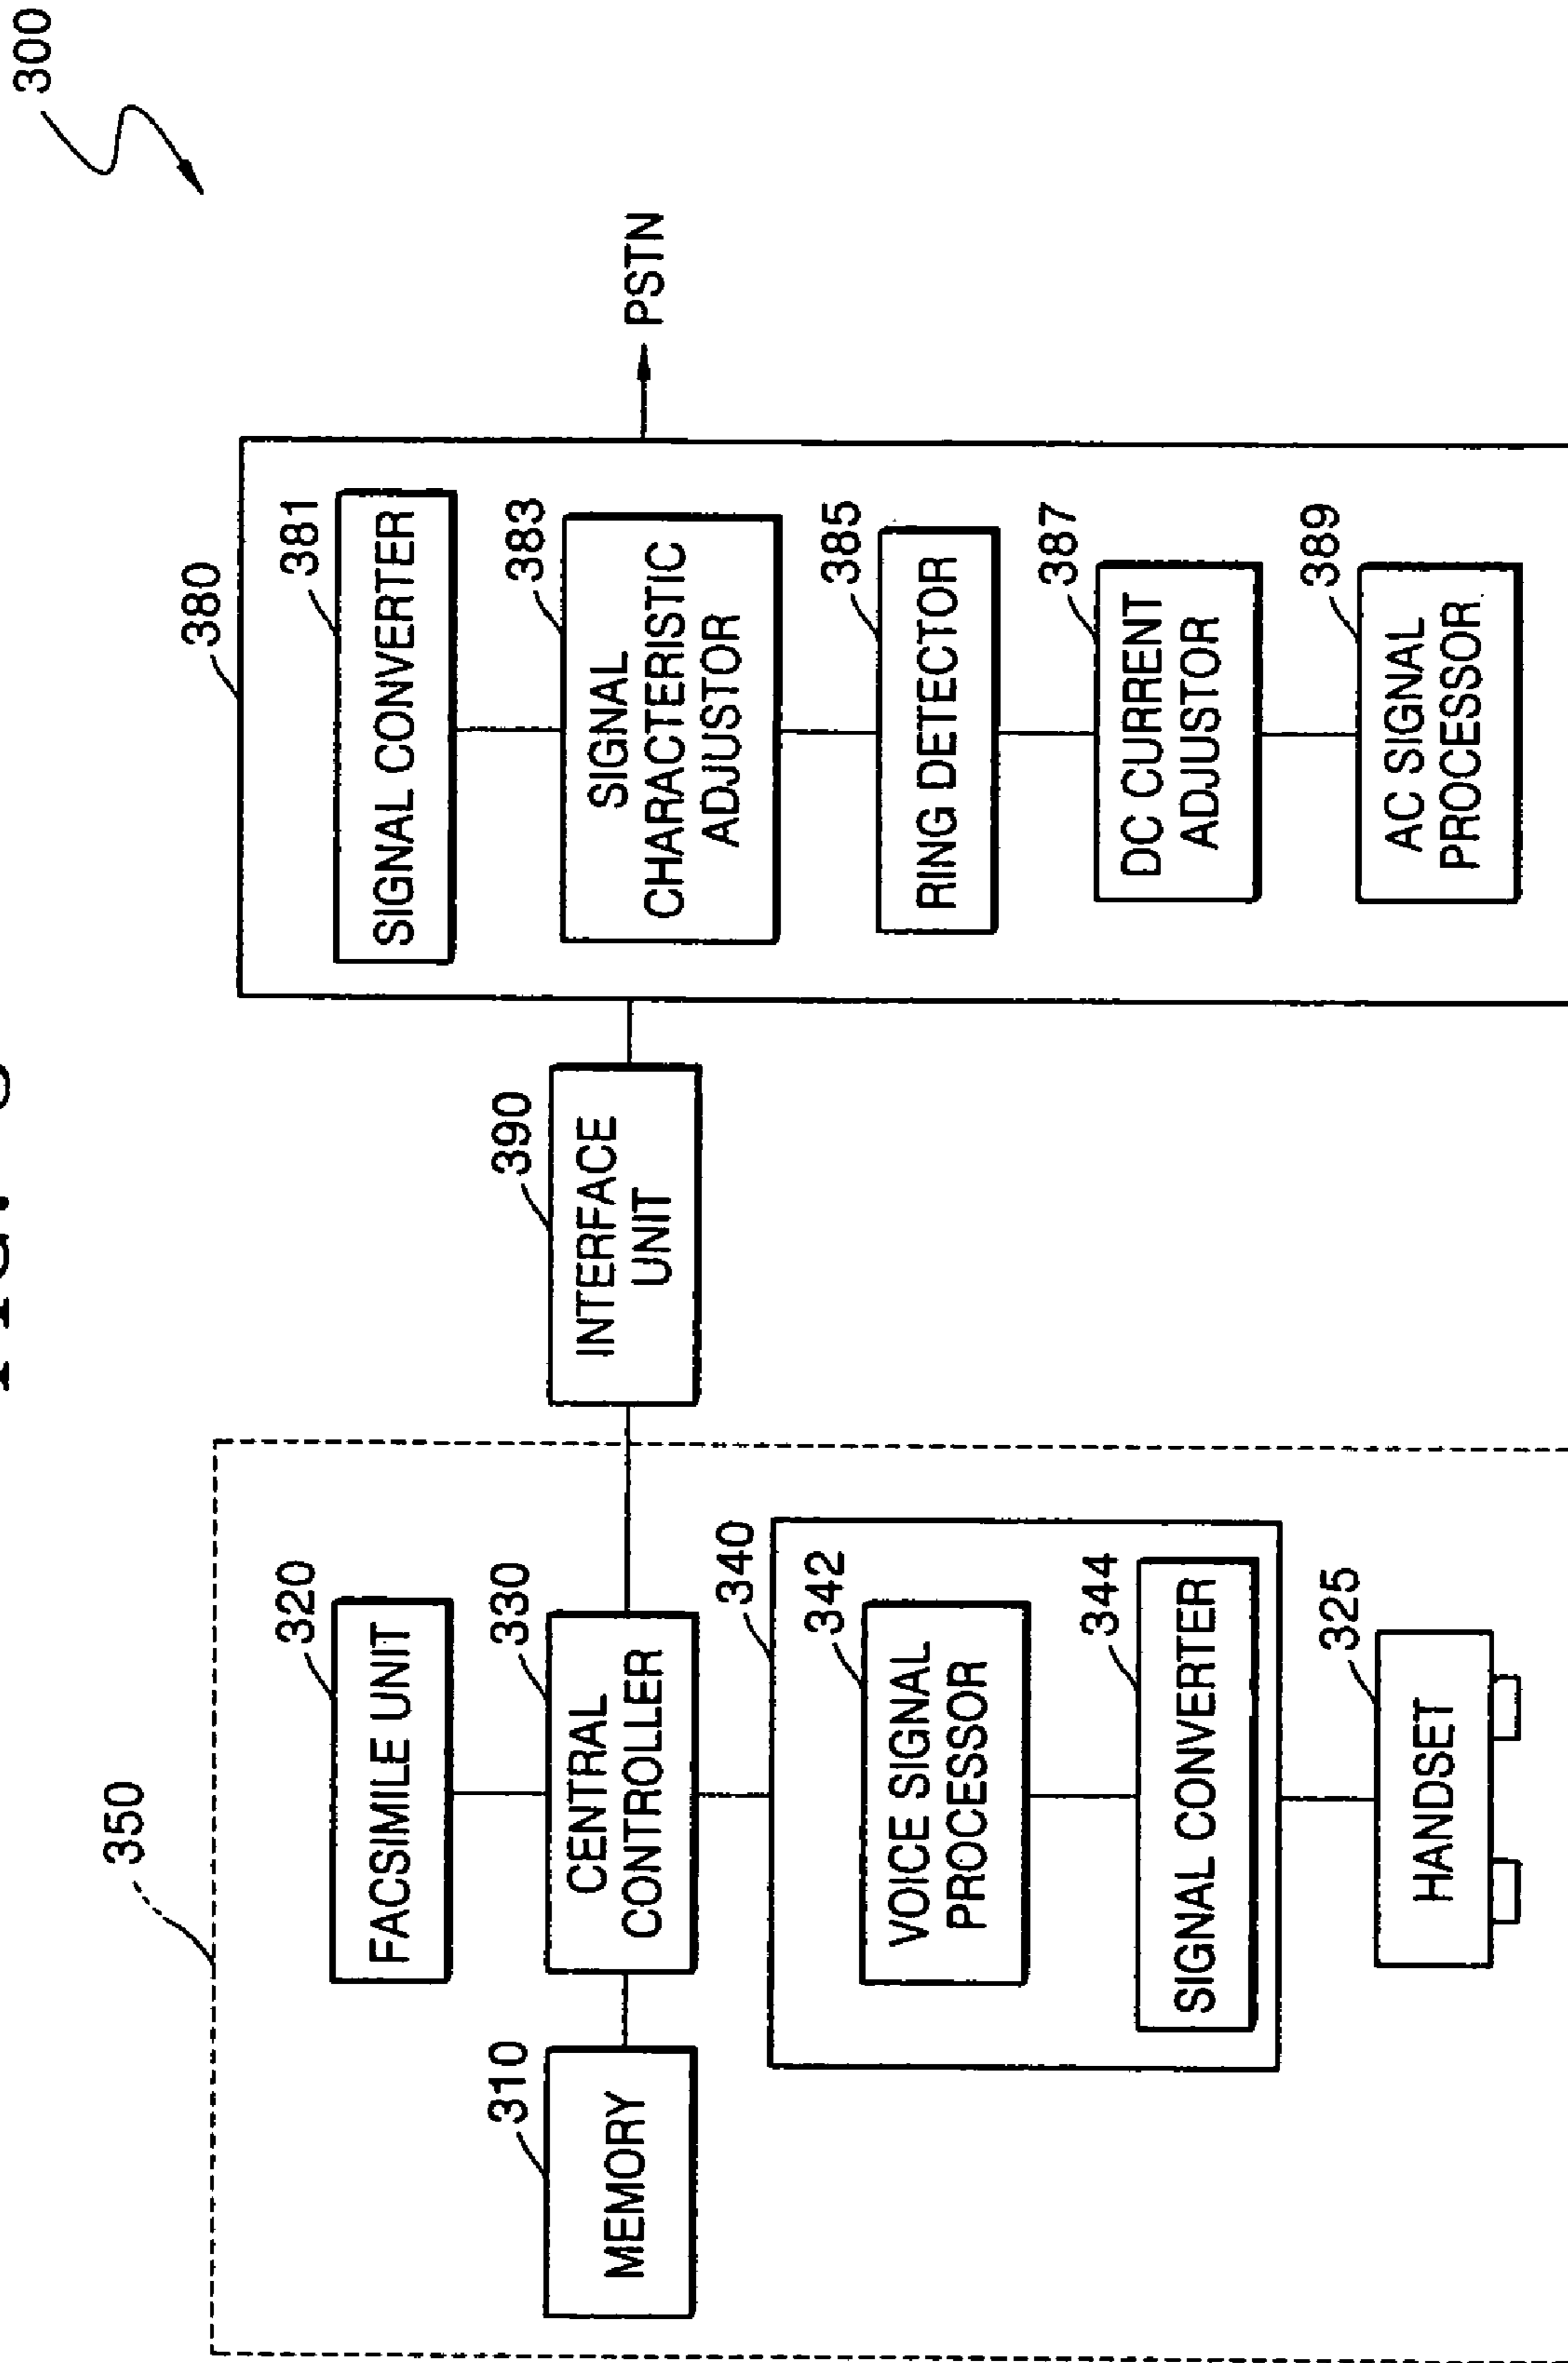 300
350
380
320
FACSIMILE UNIT
381
SIGNAL CONVERTER
310
MEMORY
330
CENTRAL
CONTROLLER
390
INTERFACE
UNIT
383
SIGNAL
CHARACTERISTIC
ADJUSTOR
PSTN
340
342
VOICE SIGNAL
PROCESSOR
385
RING DETECTOR
344
SIGNAL CONVERTER
387
DC CURRENT
ADJUSTOR
325
HANDSET
389
AC SIGNAL
PROCESSOR